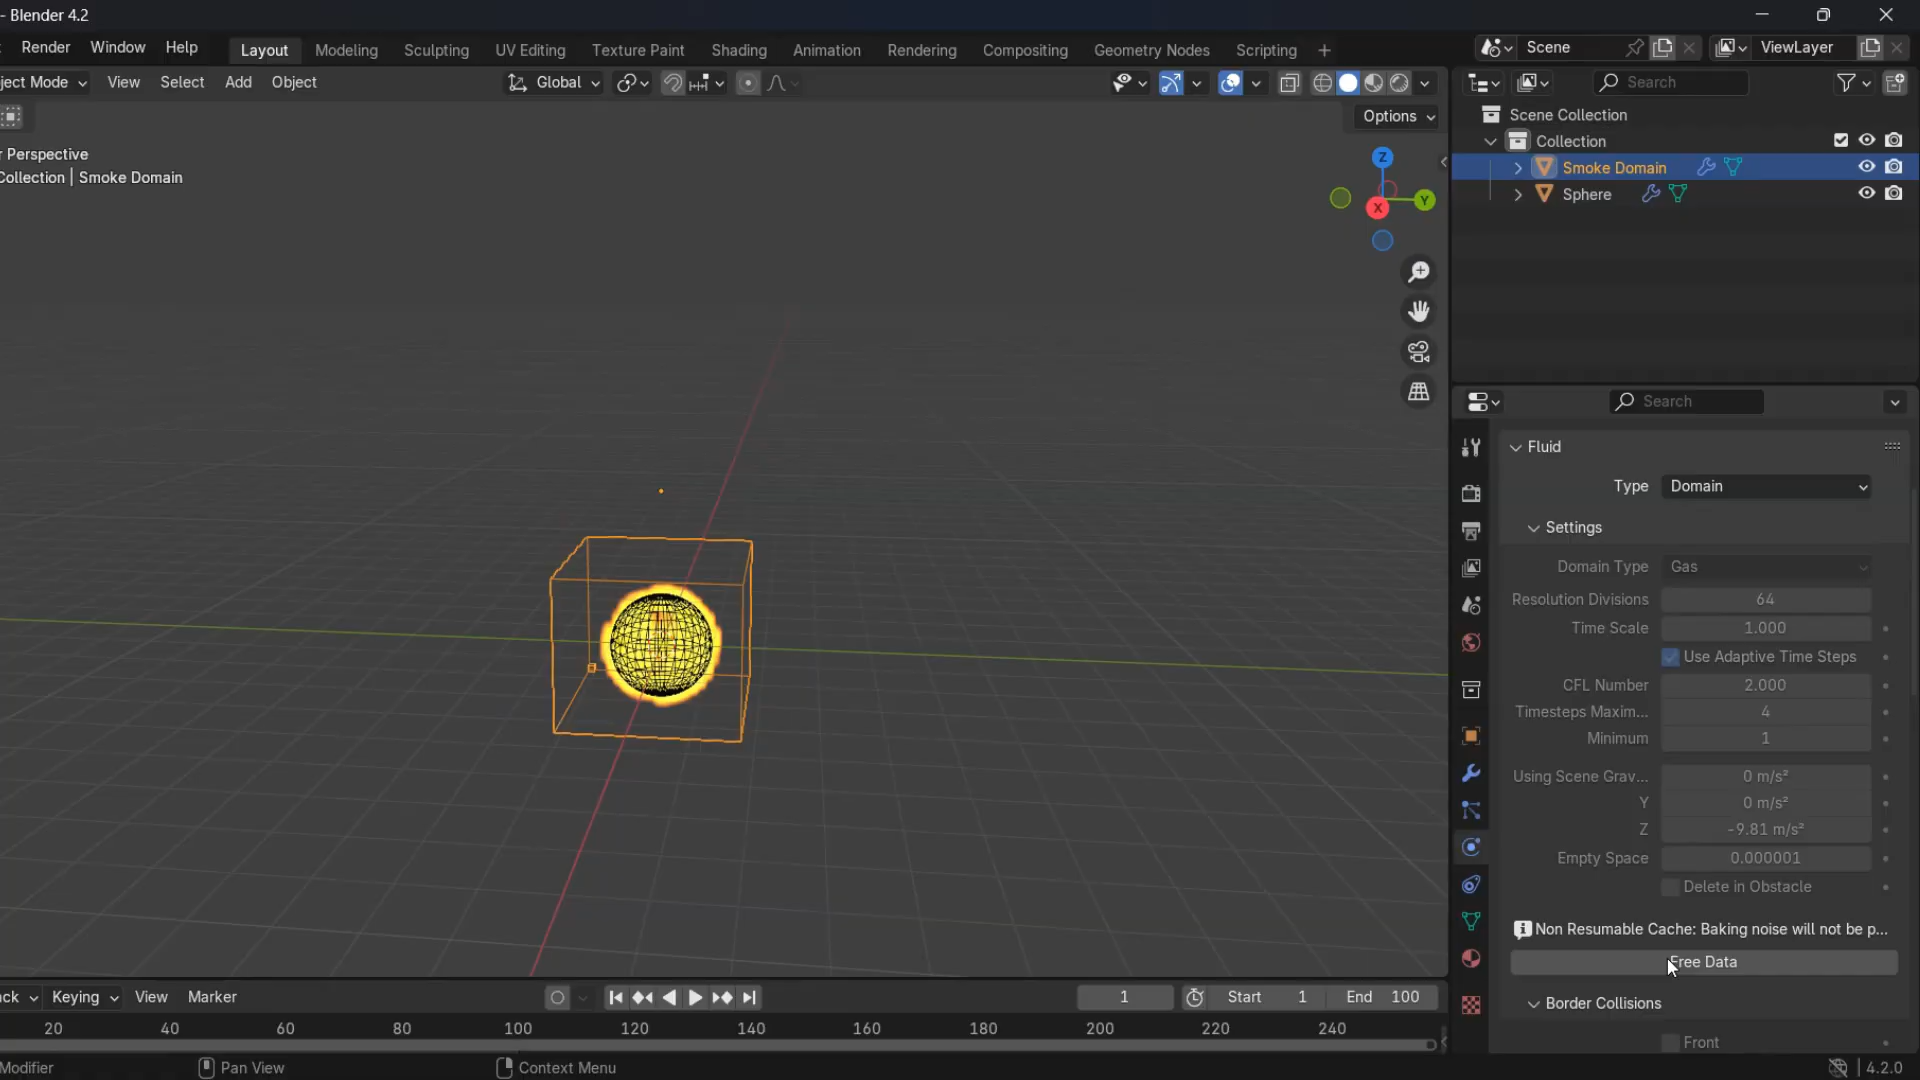 - Blender 4.2
Render Window Help
Layout Modeling Sculpting UV Editing Texture Paint Shading Animation Rendering Compositing Geometry Nodes Scripting +
Scene
ViewLayer
ject Mode View Select Add Object
Global
Search
Options
r Perspective
Collection | Smoke Domain
Z
Y
X
Scene Collection
Collection
Smoke Domain
Sphere
Search
Fluid
Type Domain
Settings
Domain Type Gas
Resolution Divisions 64
Time Scale 1.000
Use Adaptive Time Steps
CFL Number 2.000
Timesteps Maxim... 4
Minimum 1
Using Scene Grav... 0 m/s²
Y 0 m/s²
Z -9.81 m/s²
Empty Space 0.000001
Delete in Obstacle
Non Resumable Cache: Baking noise will not be p...
Free Data
Border Collisions
Front
ck Keying View Marker
1
Start 1 End 100
20 40 60 80 100 120 140 160 180 200 220 240
Modifier
Pan View
Context Menu
4.2.0